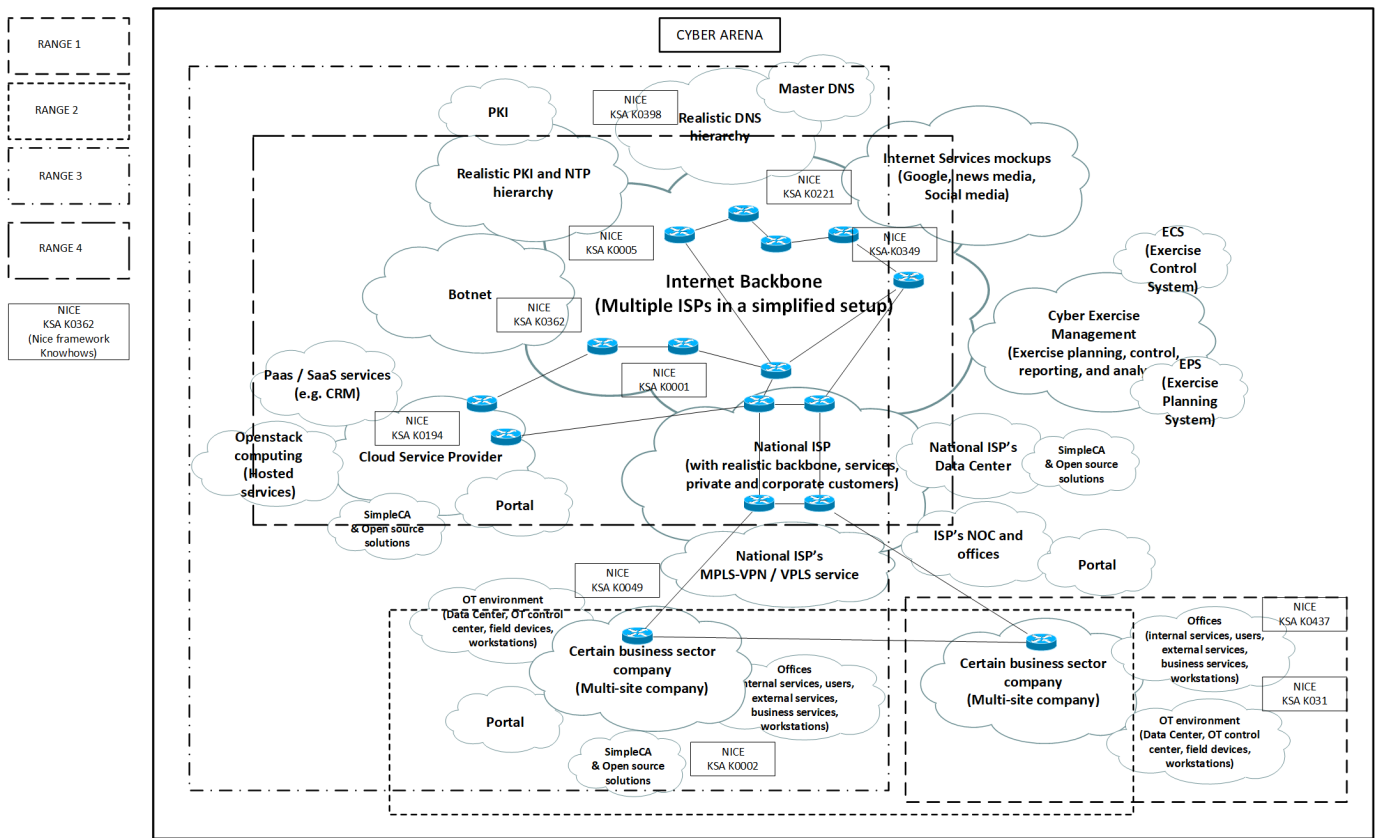 CYBER ARENA
RANGE 1
RANGE 2
RANGE 3
RANGE 4
NICE
KSA K0362
(Nice framework
Knowhows)
PKI
NICE
KSA K0398
Master DNS
Realistic DNS
hierarchy
Realistic PKI and NTP
hierarchy
Internet Services mockups
(Google, news media,
Social media)
NICE
KSA K0221
NICE
KSA K0005
NICE
KSA K0349
ECS
(Exercise
Control
System)
Internet Backbone
(Multiple ISPs in a simplified setup)
Botnet
NICE
KSA K0362
Cyber Exercise
Management
(Exercise planning, control,
reporting, and analy
EPS
(Exercise
Planning
System)
NICE
KSA K0001
Paas / SaaS services
(e.g. CRM)
NICE
KSA K0194
Cloud Service Provider
Openstack
computing
(Hosted
services)
National ISP
(with realistic backbone, services,
private and corporate customers)
National ISP's
Data Center
SimpleCA
& Open source
solutions
SimpleCA
& Open source
solutions
Portal
ISP's NOC and
offices
Portal
National ISP's
MPLS-VPN / VPLS service
NICE
KSA K0049
OT environment
(Data Center, OT control
center, field devices,
workstations)
Certain business sector
company
(Multi-site company)
Offices
internal services, users,
external services,
business services,
workstations)
Portal
SimpleCA
& Open source
solutions
NICE
KSA K0002
Certain business sector
company
(Multi-site company)
Offices
(internal services, users,
external services,
business services,
workstations)
NICE
KSA K0437
NICE
KSA K031
OT environment
(Data Center, OT control
center, field devices,
workstations)